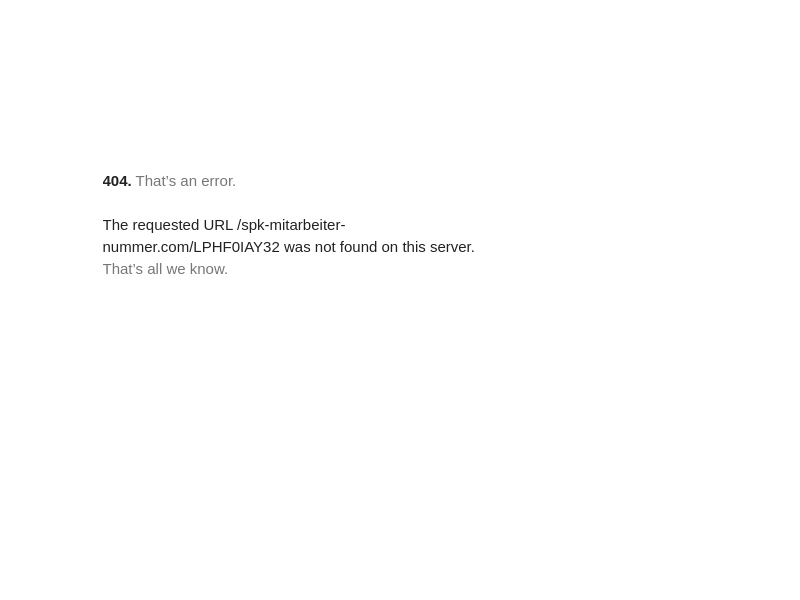 404. That’s an error.
The requested URL /spk-mitarbeiter-
nummer.com/LPHF0IAY32 was not found on this server.
That’s all we know.